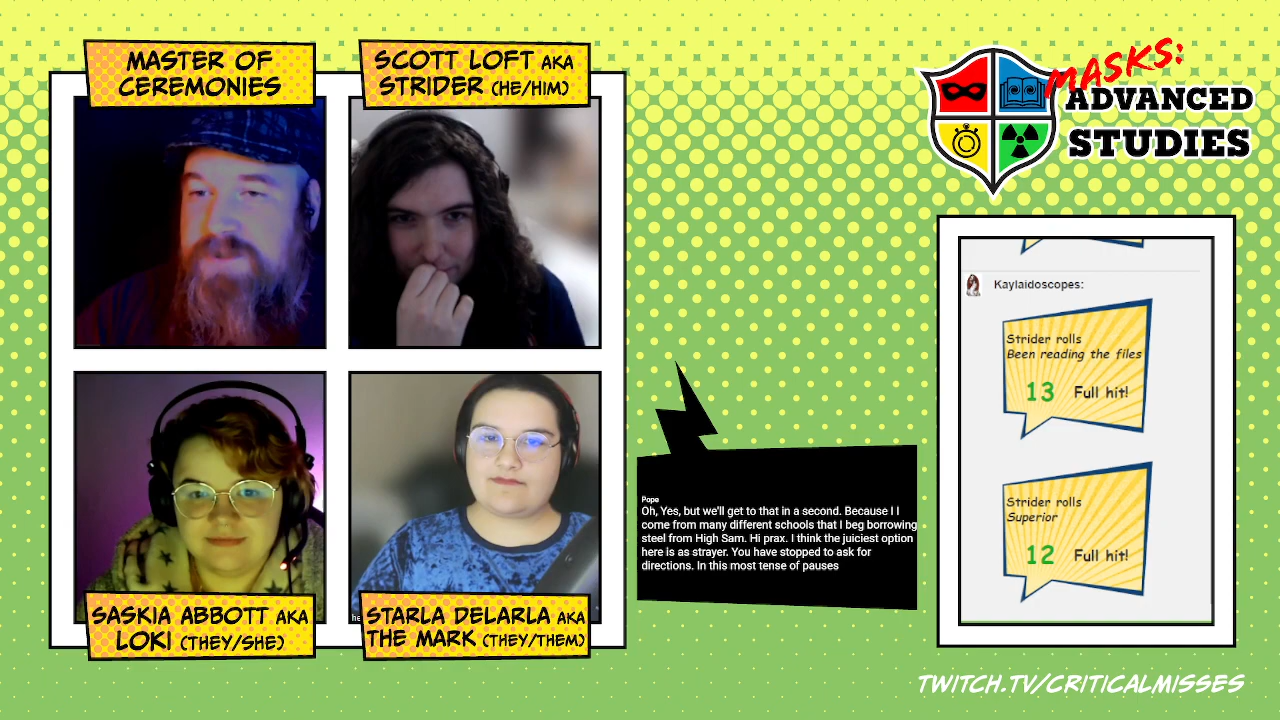 MASTER OF
CEREMONIES
SCOTT LOFT AKA
STRIDER (HE/HIM)
SASKIA ABBOTT AKA
LOKI (THEY/SHE)
STARLA DELARLA AKA
THE MARK (THEY/THEM)
he
Pope
Oh, Yes, but we'll get to that in a second. Because I I
come from many different schools that I beg borrowing
steel from High Sam. Hi prax. I think the juiciest option
here is as strayer. You have stopped to ask for
directions. In this most tense of pauses
MASKS:
ADVANCED
STUDIES
Kaylaidoscopes:
Strider rolls
Been reading the files
13 Full hit!
Strider rolls
Superior
12 Full hit!
TWITCH.TV/CRITICALMISSES